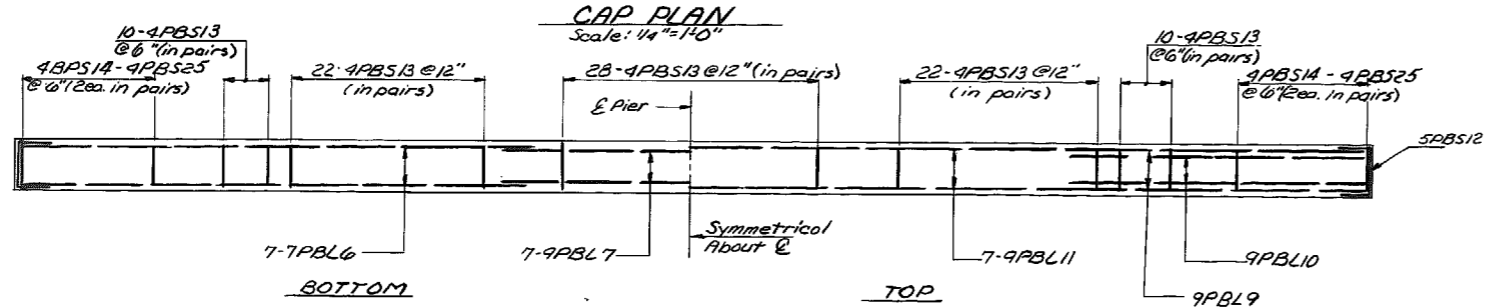 CAP PLAN
Scale: 1/4"=1'-0"
10-4PBS13
@ 6" (in pairs)
4BPS14-4PBS25
@ 6" (2ea. in pairs)
22-4PBS13 @ 12"
(in pairs)
28-4PBS13 @ 12" (in pairs)
22-4PBS13 @ 12"
(in pairs)
10-4PBS13
@ 6" (in pairs)
4PBS14-4PBS25
@ 6" (2ea. in pairs)
℄ Pier
5PBS12
7-7PBL6
7-9PBL7
Symmetrical
About ℄
7-9PBL11
9PBL10
9PBL9
BOTTOM
TOP